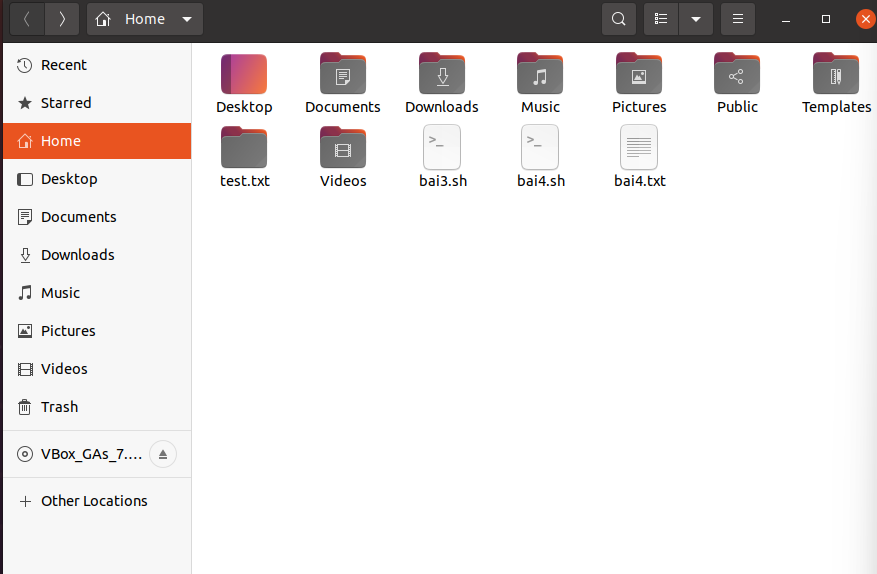 Home
Recent
Starred
Home
Desktop
Documents
Downloads
Music
Pictures
Videos
Trash
VBox_GAs_7....
Other Locations
Desktop
Documents
Downloads
Music
Pictures
Public
Templates
test.txt
Videos
bai3.sh
bai4.sh
bai4.txt